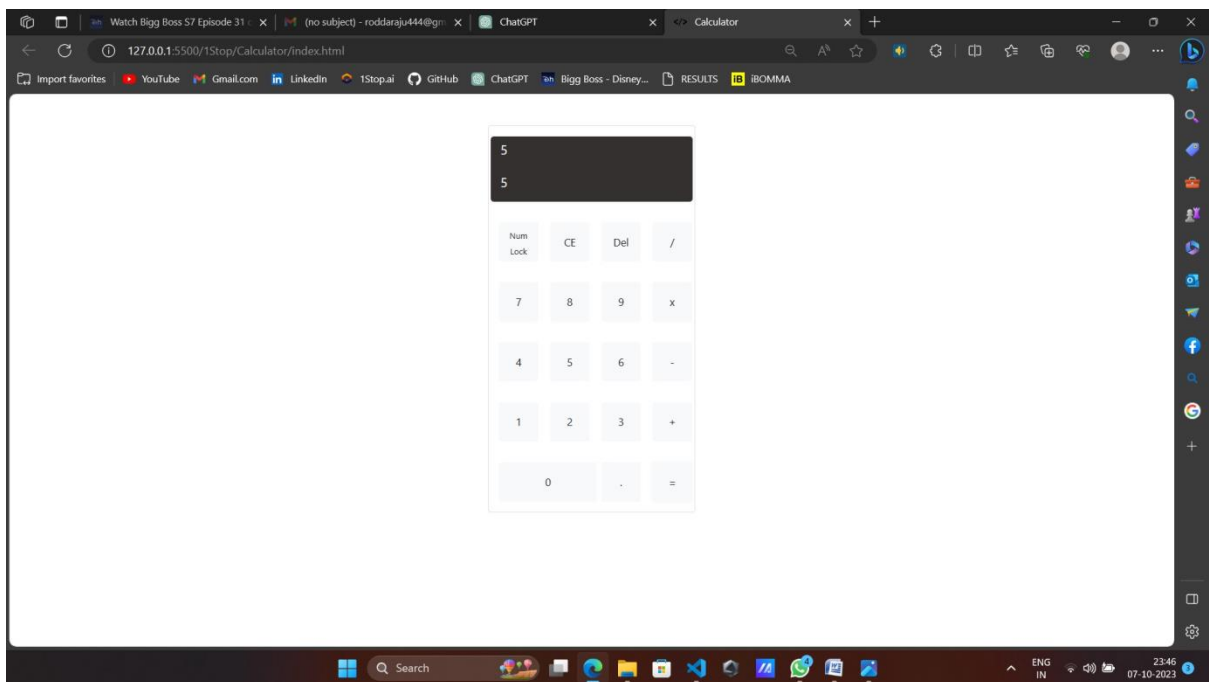 Watch Bigg Boss S7 Episode 31
(no subject) - roddaraju444@gm
ChatGPT
Calculator
127.0.0.1:5500/1Stop/Calculator/index.html
Import favorites YouTube Gmail.com LinkedIn 1Stop.ai GitHub ChatGPT Bigg Boss - Disney... RESULTS IB iBOMMA
5
5
Num
Lock CE Del /
7 8 9 x
4 5 6 -
1 2 3 +
0 . =
Search
ENG
IN
23:46
07-10-2023
3